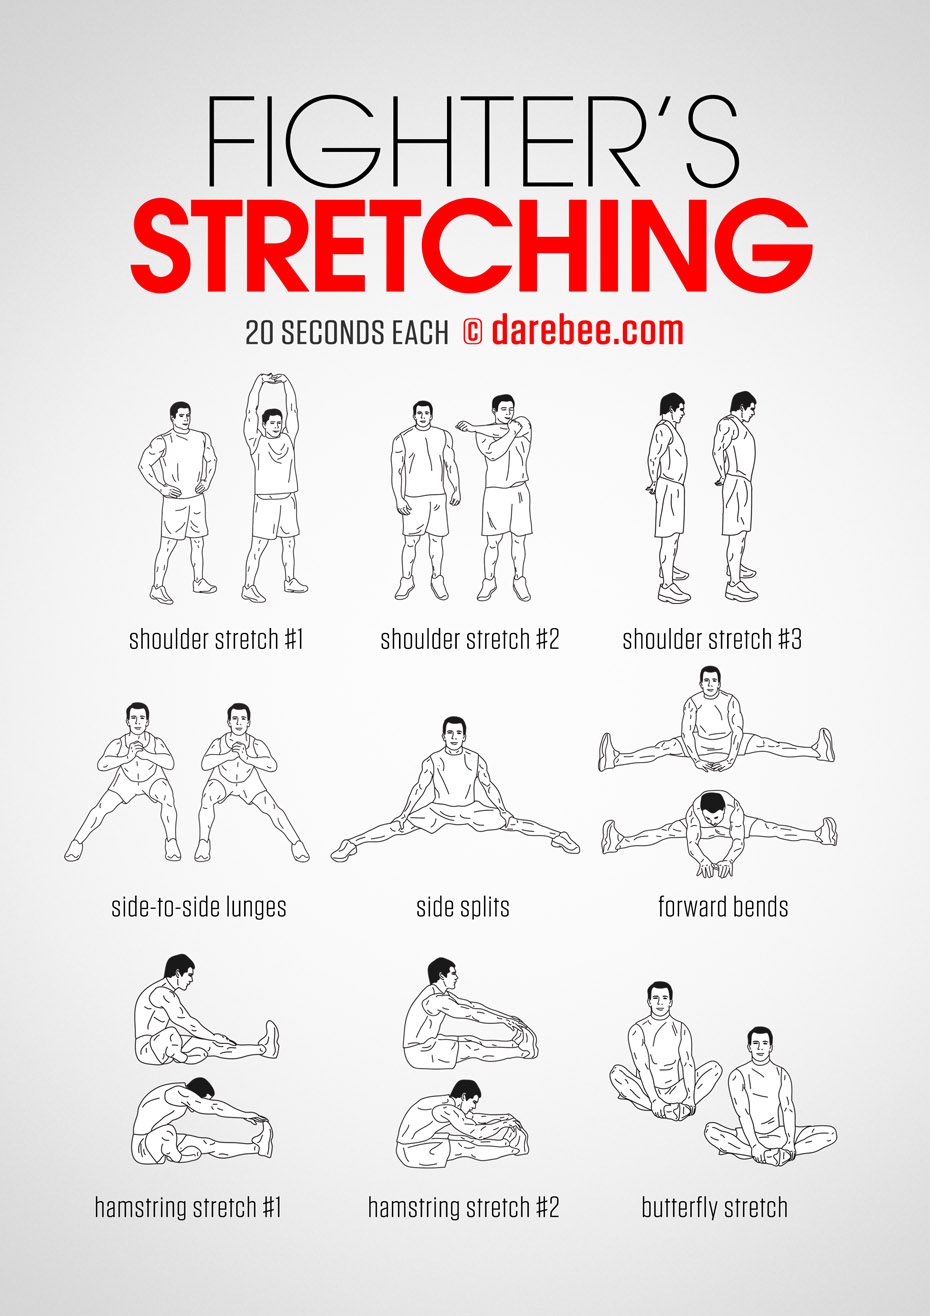 FIGHTER'S
STRETCHING
20 SECONDS EACH © darebee.com
shoulder stretch #1
shoulder stretch #2
shoulder stretch #3
side-to-side lunges
side splits
forward bends
hamstring stretch #1
hamstring stretch #2
butterfly stretch